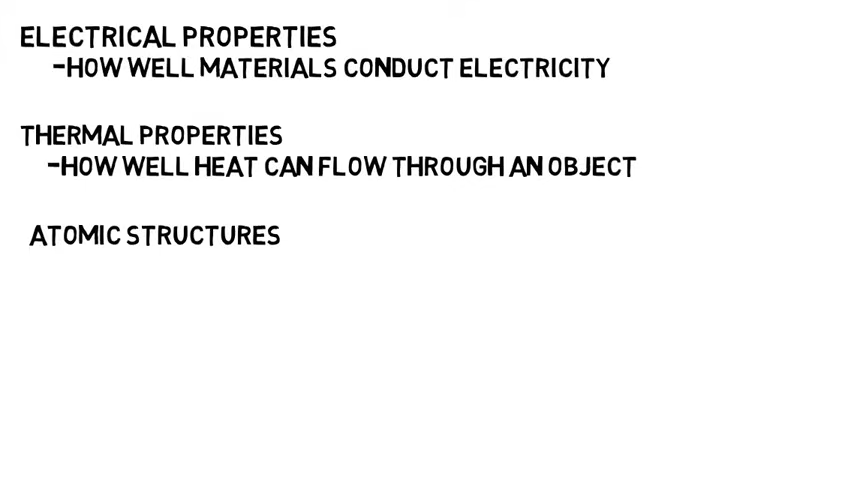 ELECTRICAL PROPERTIES
-HOW WELL MATERIALS CONDUCT ELECTRICITY
THERMAL PROPERTIES
-HOW WELL HEAT CAN FLOW THROUGH AN OBJECT
ATOMIC STRUCTURES